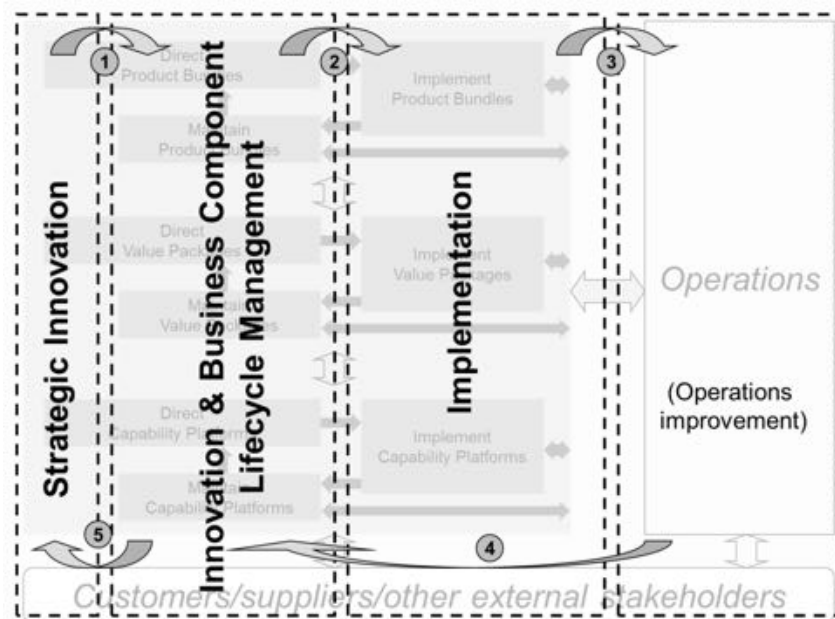 1
2
3
Direct
Product Bundles
Implement
Product Bundles
Maintain
Product Bundles
Strategic Innovation
Innovation & Business Component
Lifecycle Management
Implementation
Direct
Value Packages
Implement
Value Packages
Maintain
Value Packages
Operations
(Operations
improvement)
Direct
Capability Platforms
Implement
Capability Platforms
Maintain
Capability Platforms
5
4
Customers/suppliers/other external stakeholders